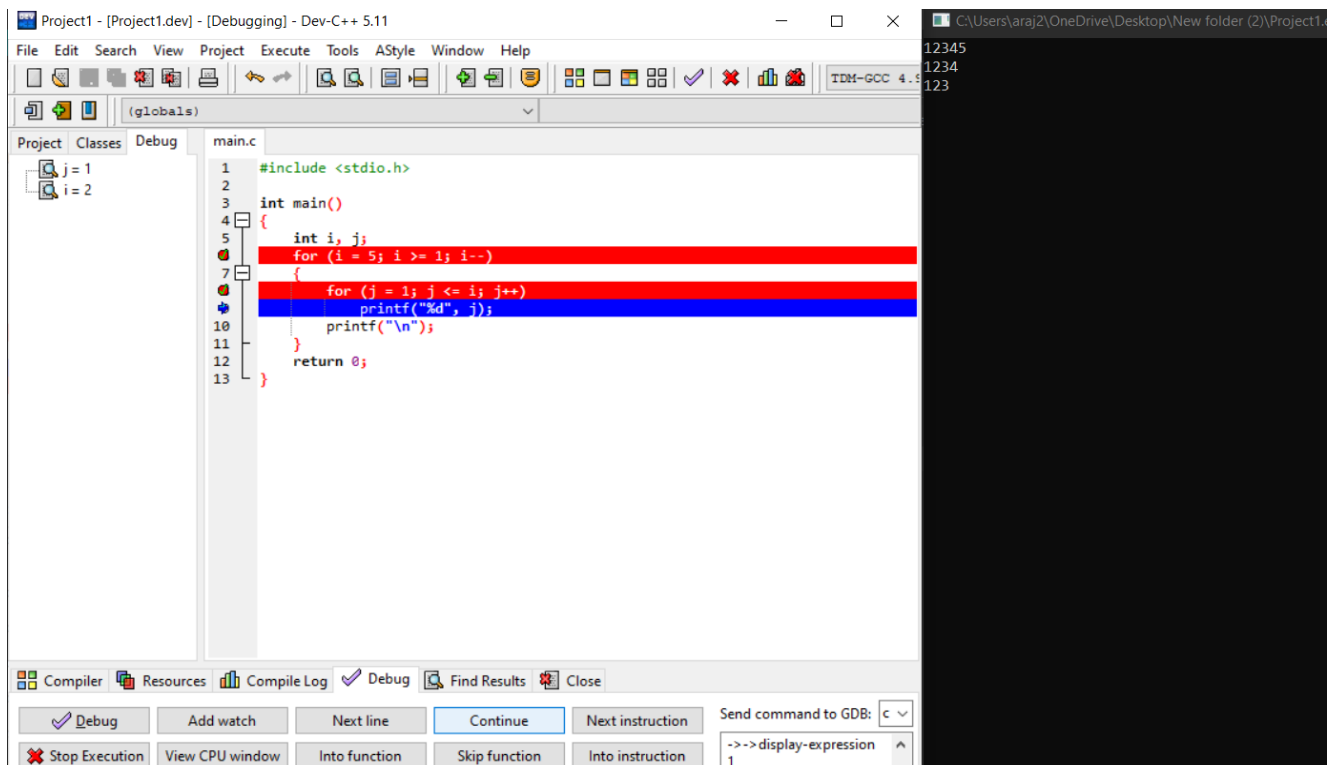 Project1 - [Project1.dev] - [Debugging] - Dev-C++ 5.11
File Edit Search View Project Execute Tools AStyle Window Help
TDM-GCC 4.9
(globals)
Project Classes Debug
j = 1
i = 2
main.c
1 #include <stdio.h>
2
3 int main()
4 {
5 int i, j;
for (i = 5; i >= 1; i--)
7 {
for (j = 1; j <= i; j++)
printf("%d", j);
10 printf("\n");
11 }
12 return 0;
13 }
Compiler Resources Compile Log Debug Find Results Close
Debug Add watch Next line Continue Next instruction Send command to GDB: c
Stop Execution View CPU window Into function Skip function Into instruction
->->display-expression
1
C:\Users\araj2\OneDrive\Desktop\New folder (2)\Project1.e
12345
1234
123